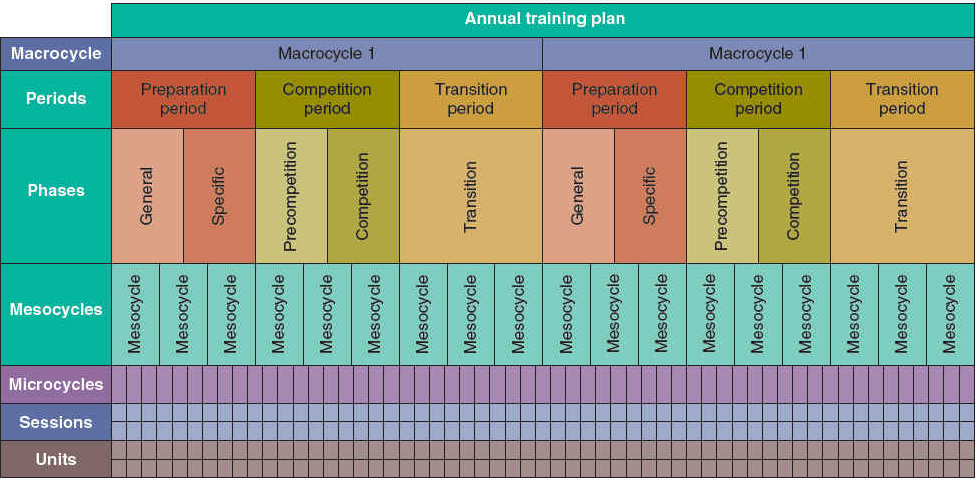 Annual training plan
Macrocycle Macrocycle 1 Macrocycle 1
Periods Preparation period Competition period Transition period Preparation period Competition period Transition period
Phases General Specific Precompetition Competition Transition General Specific Precompetition Competition Transition
Mesocycles Mesocycle Mesocycle Mesocycle Mesocycle Mesocycle Mesocycle Mesocycle Mesocycle Mesocycle Mesocycle Mesocycle Mesocycle Mesocycle Mesocycle Mesocycle Mesocycle Mesocycle Mesocycle
Microcycles
Sessions
Units